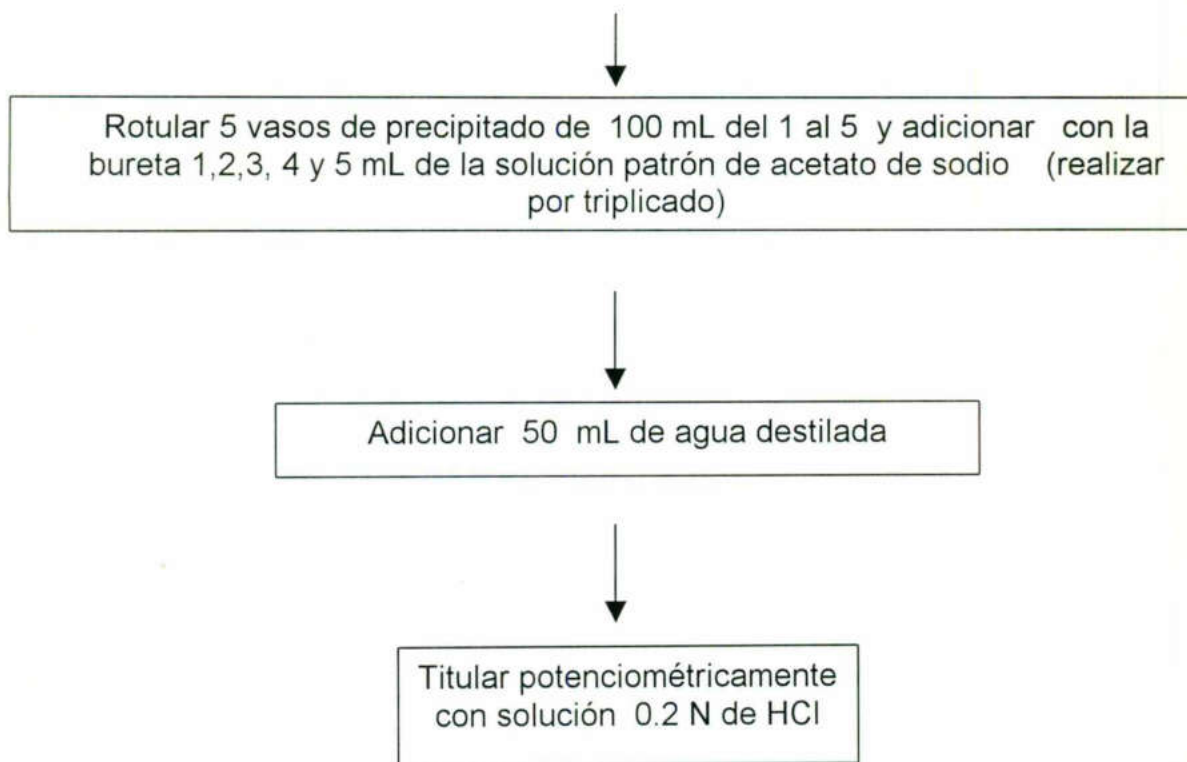 Rotular 5 vasos de precipitado de 100 mL del 1 al 5 y adicionar con la
bureta 1,2,3, 4 y 5 mL de la solución patrón de acetato de sodio (realizar
por triplicado)
Adicionar 50 mL de agua destilada
Titular potenciométricamente
con solución 0.2 N de HCl